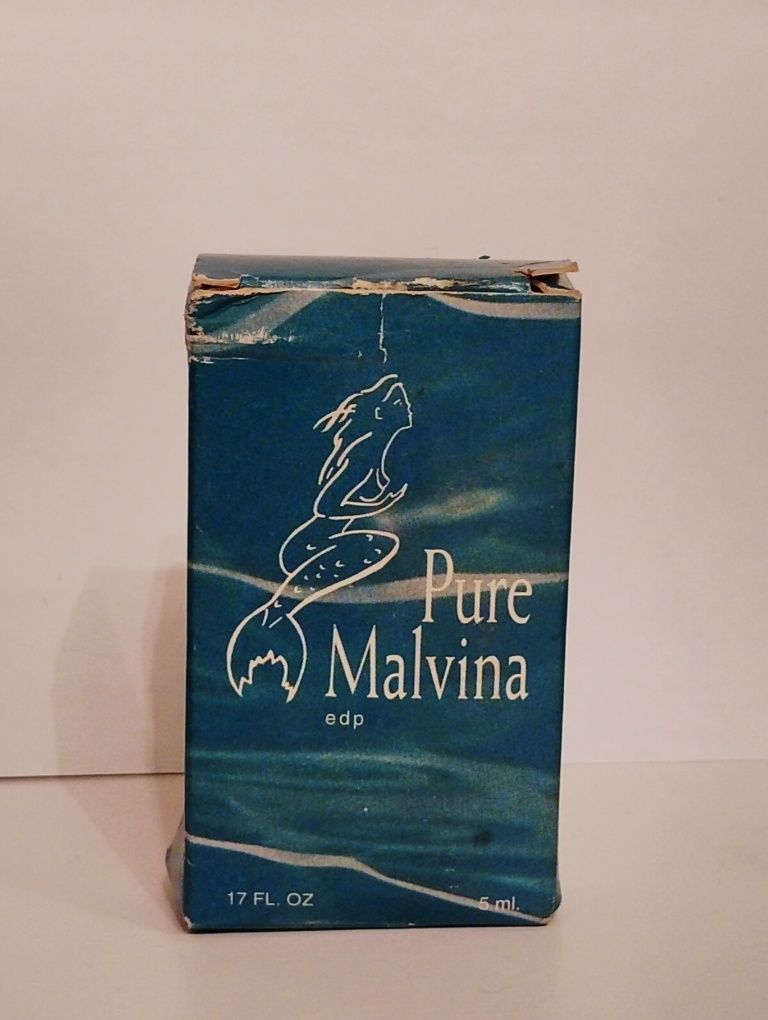 Pure
Malvina
edp
17 FL. OZ
5 ml.